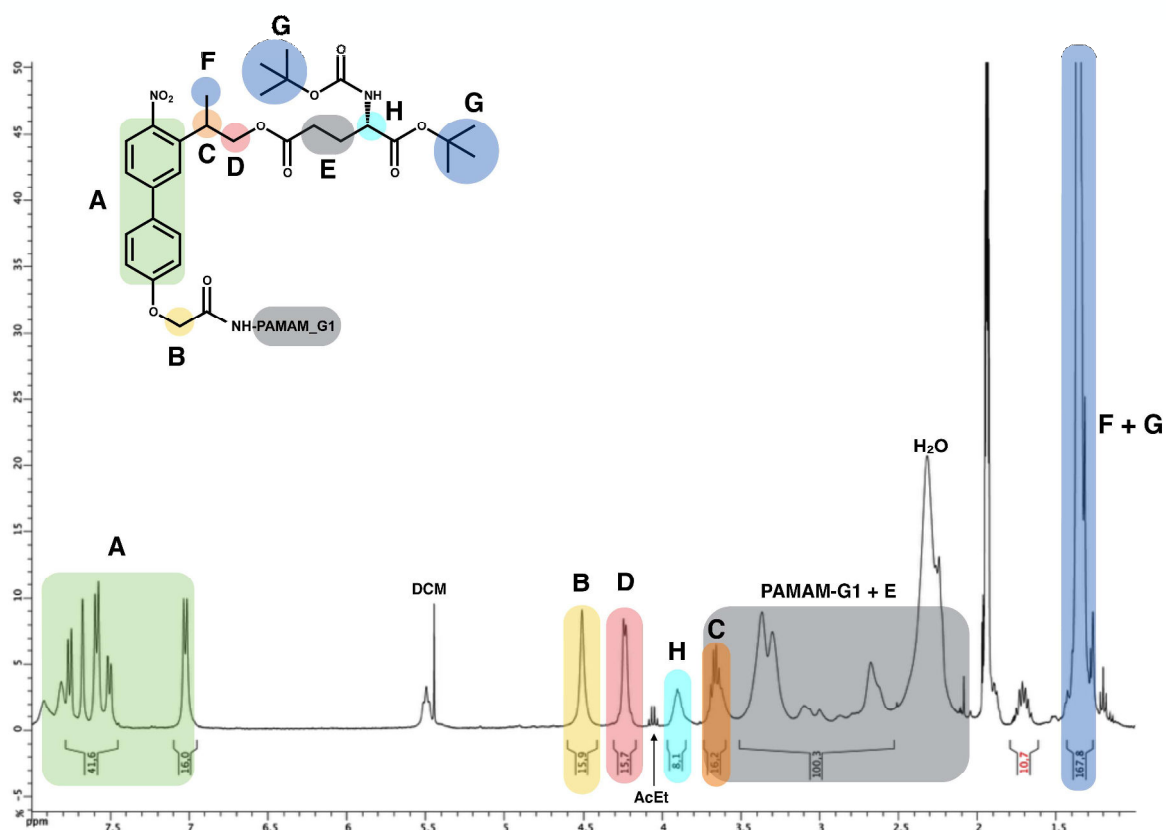 G
F
O
NO₂
O
NH
H
G
O
O
O
C
D
O
E
O
A
O
O
NH-PAMAM_G1
B
50
45
40
35
30
25
20
15
10
5
0
-5
%
F + G
H₂O
A
DCM
B
D
PAMAM-G1 + E
H
C
41,6
16,0
15,9
15,7
8,1
16,2
100,3
10,7
167,8
AcEt
ppm
7.5
7
6.5
6
5.5
5
4.5
4
3.5
3
2.5
2
1.5